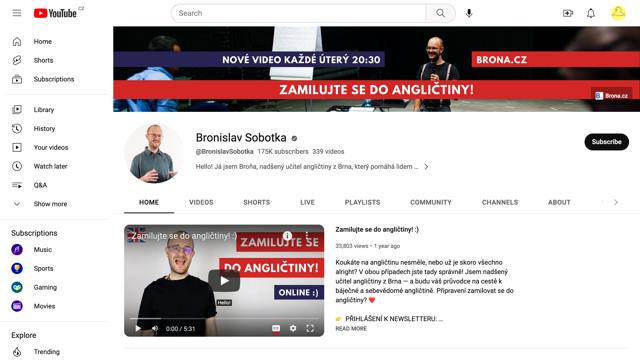 YouTube CZ
Search
Home
Shorts
Subscriptions
Library
History
Your videos
Watch later
Q&A
Show more
Subscriptions
Music
Sports
Gaming
Movies
Explore
Trending
NOVÉ VIDEO KAŽDÉ ÚTERÝ 20:30
BRONA.CZ
ZAMILUJTE SE DO ANGLIČTINY!
Brona.cz
Bronislav Sobotka
@BronislavSobotka 175K subscribers 339 videos
Hello! Já jsem Broňa, nadšený učitel angličtiny z Brna, který pomáhá lidem ...
Subscribe
HOME VIDEOS SHORTS LIVE PLAYLISTS COMMUNITY CHANNELS ABOUT
Zamilujte se do angličtiny! :)
ZAMILUJTE SE
DO ANGLIČTINY!
ONLINE :)
Hello!
0:00 / 5:31
Zamilujte se do angličtiny! :)
33,803 views • 1 year ago
Koukáte na angličtinu nesměle, nebo už je skoro všechno
alright? V obou případech jste tady správně! Jsem nadšený
učitel angličtiny z Brna — a budu váš průvodce na cestě k
báječné a sebevědomé angličtině. Připravení zamilovat se do
angličtiny? ❤️
👉 PŘIHLÁŠENÍ K NEWSLETTERU: ...
READ MORE